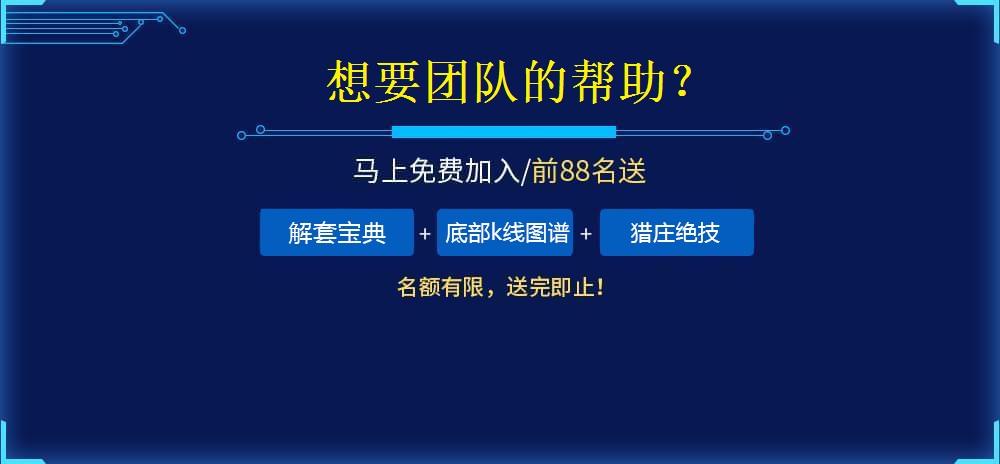 想要团队的帮助？
马上免费加入/前88名送
解套宝典 + 底部k线图谱 + 猎庄绝技
名额有限，送完即止！